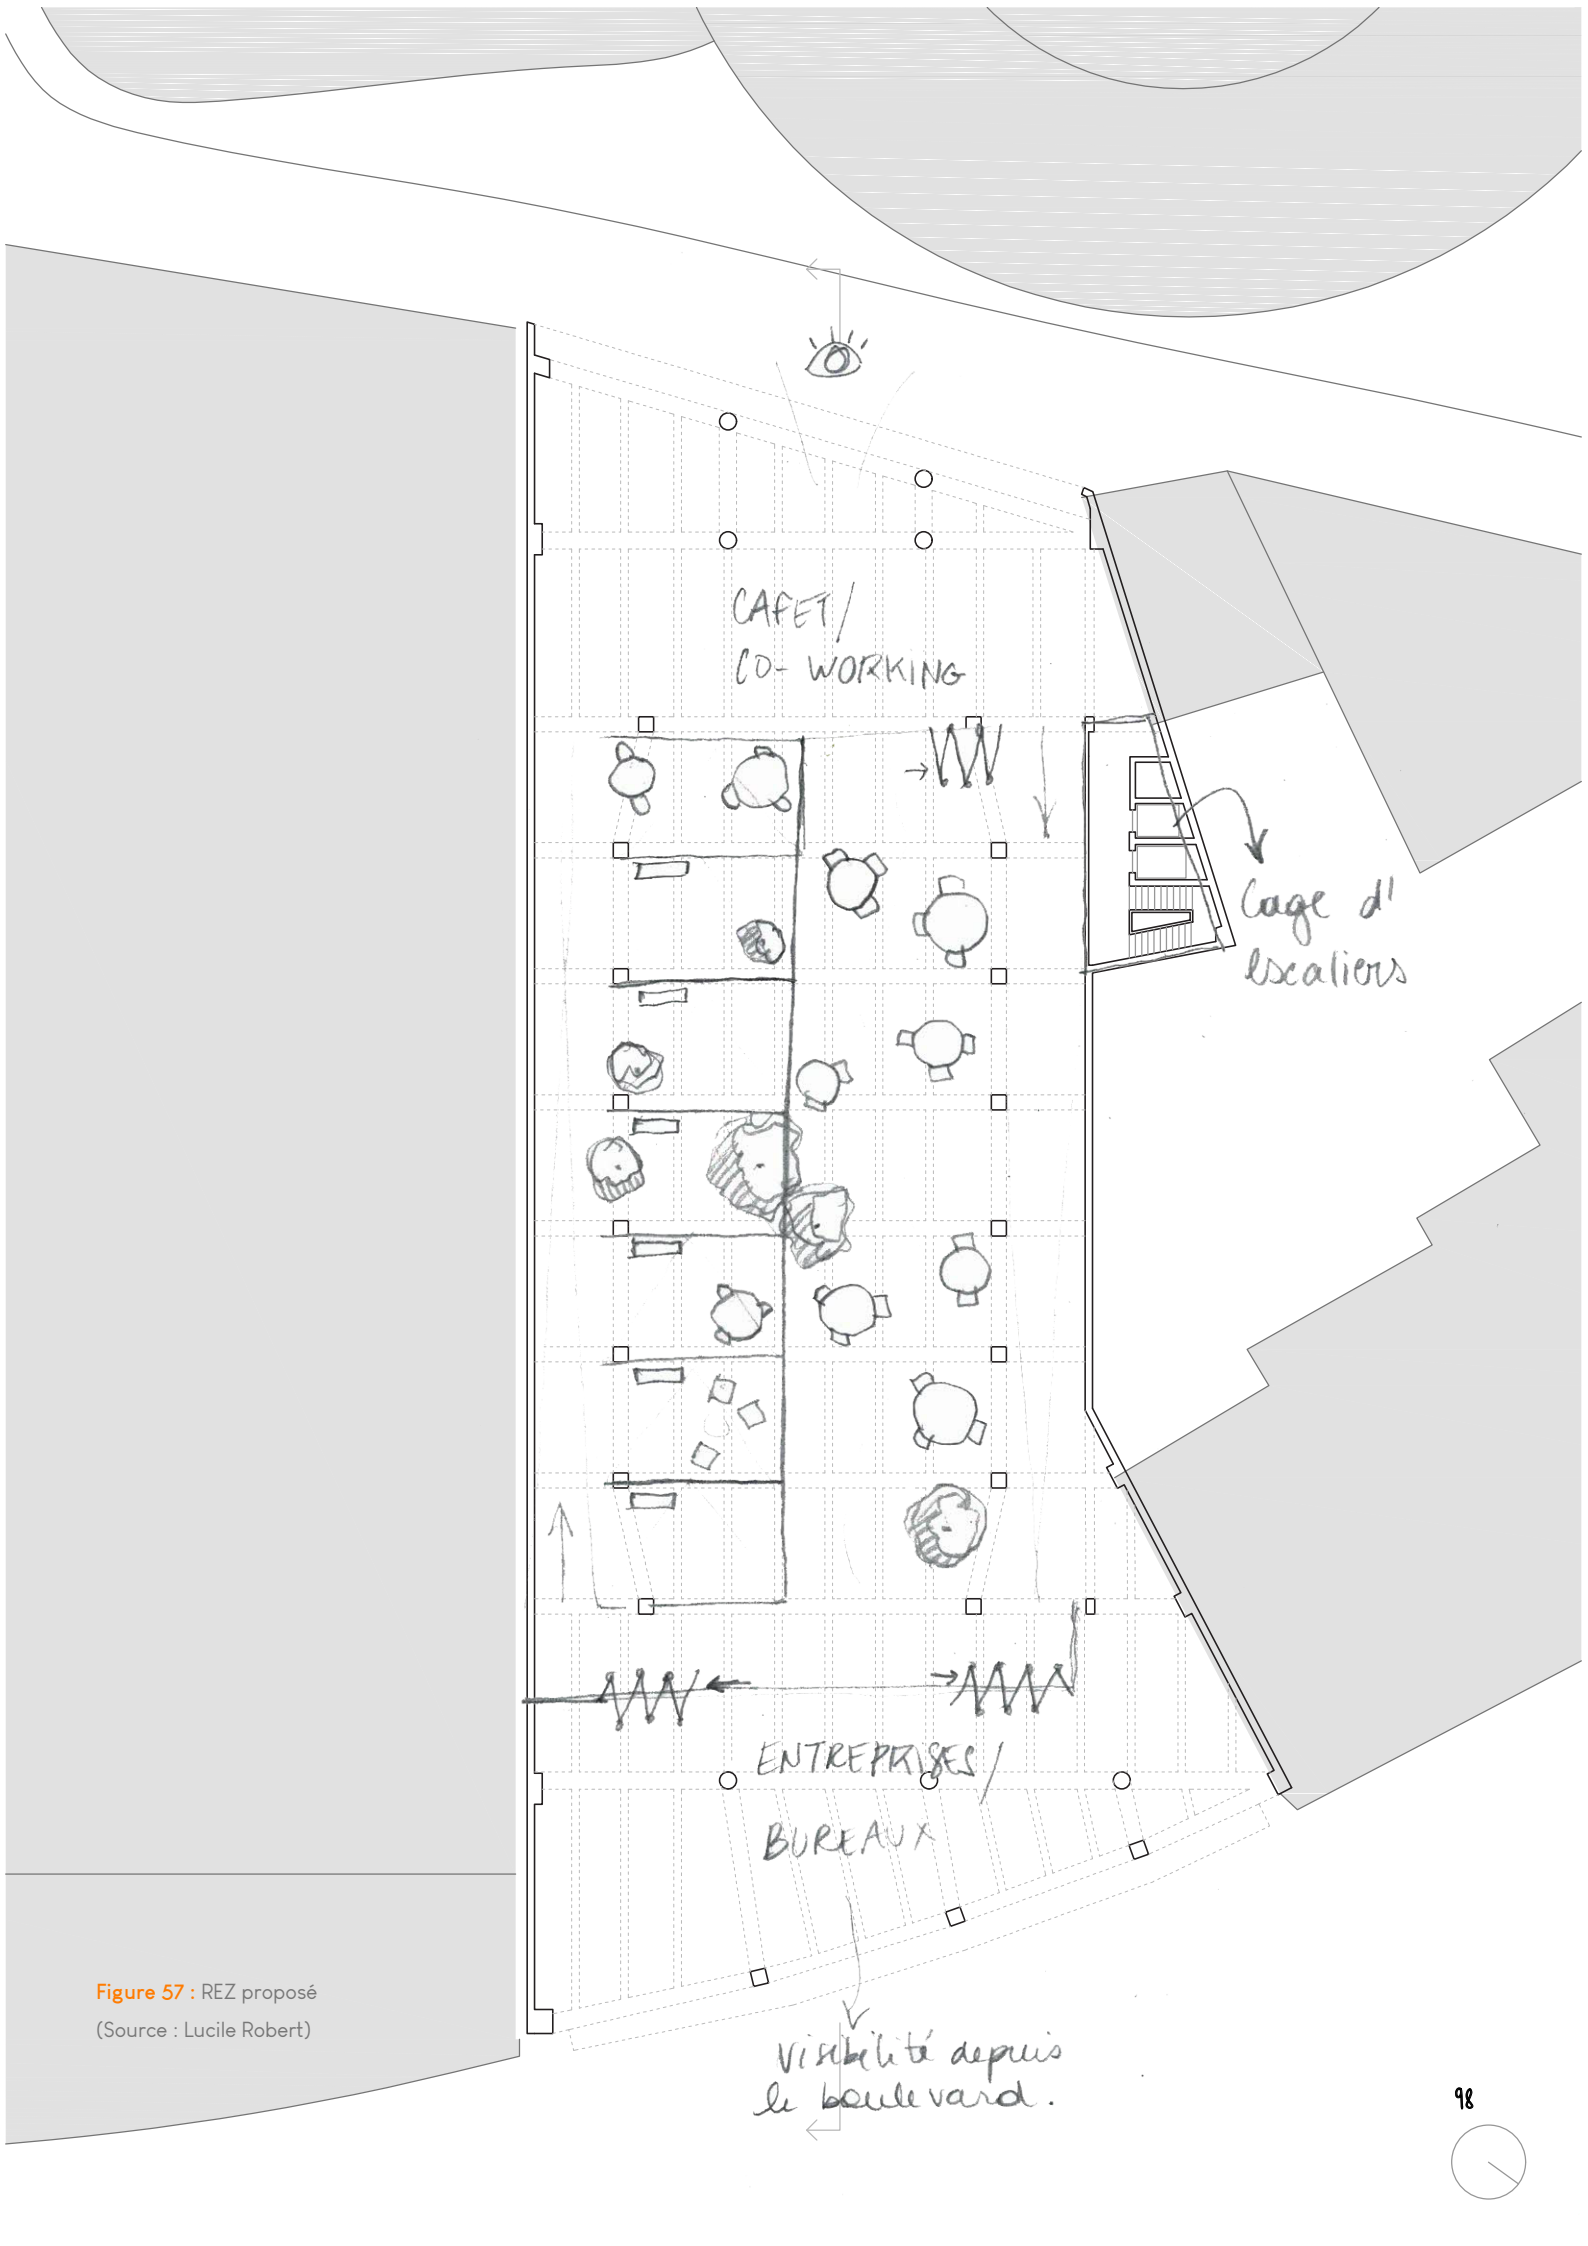 CAFET/
CO-WORKING
Cage d'
escaliers
ENTREPRISES/
BUREAUX
Figure 57 : REZ proposé
(Source : Lucile Robert)
visibilité depuis
le boulevard.
98